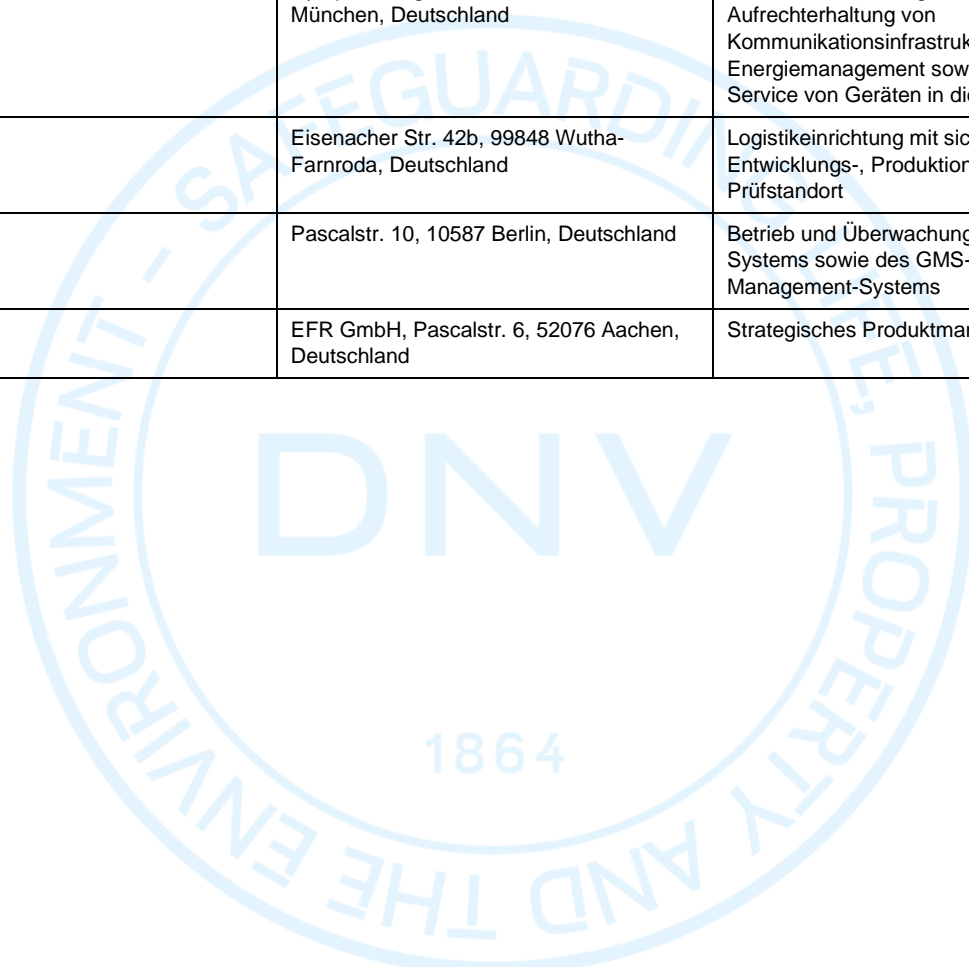 München, Deutschland
Aufrechterhaltung von
Kommunikationsinfrastruk
Energiemanagement sow
Service von Geräten in di
Eisenacher Str. 42b, 99848 Wutha-
Farnroda, Deutschland
Logistikeinrichtung mit sic
Entwicklungs-, Produktion
Prüfstandort
Pascalstr. 10, 10587 Berlin, Deutschland
Betrieb und Überwachung
Systems sowie des GMS-
Management-Systems
EFR GmbH, Pascalstr. 6, 52076 Aachen,
Deutschland
Strategisches Produktma
SAFEGUARDING LIFE, PROPERTY AND THE ENVIRONMENT -
DNV
1864